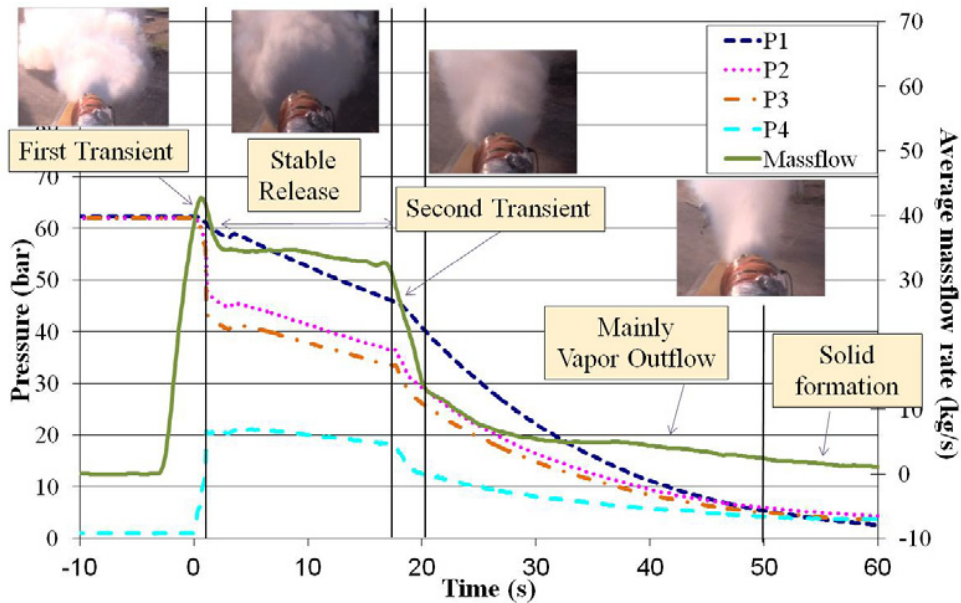 70
60
50
40
30
20
10
0
Pressure (bar)
-10
0
10
20
30
40
50
60
Time (s)
70
60
50
40
30
10
0
-10
Average massflow rate (kg/s)
P1
P2
P3
P4
Massflow
First Transient
Stable
Release
Second Transient
Mainly
Vapor Outflow
Solid
formation